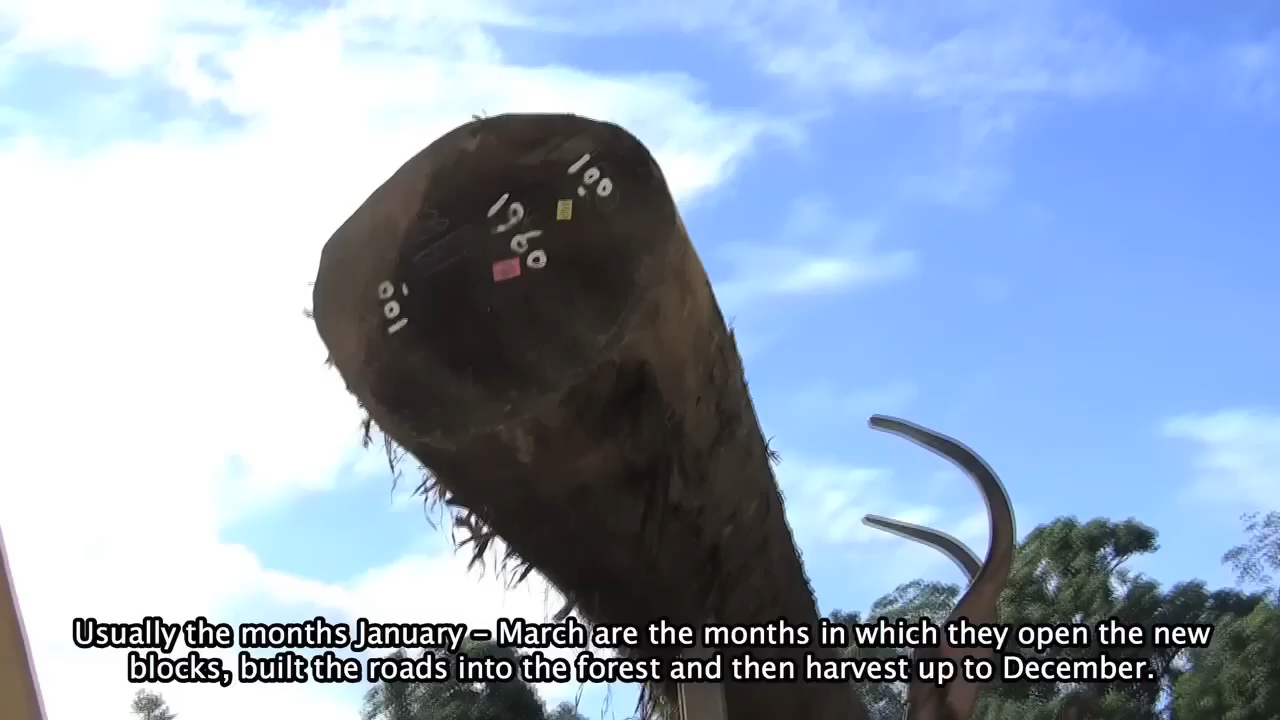 100
1990
100
Usually the months January – March are the months in which they open the new
blocks, built the roads into the forest and then harvest up to December.